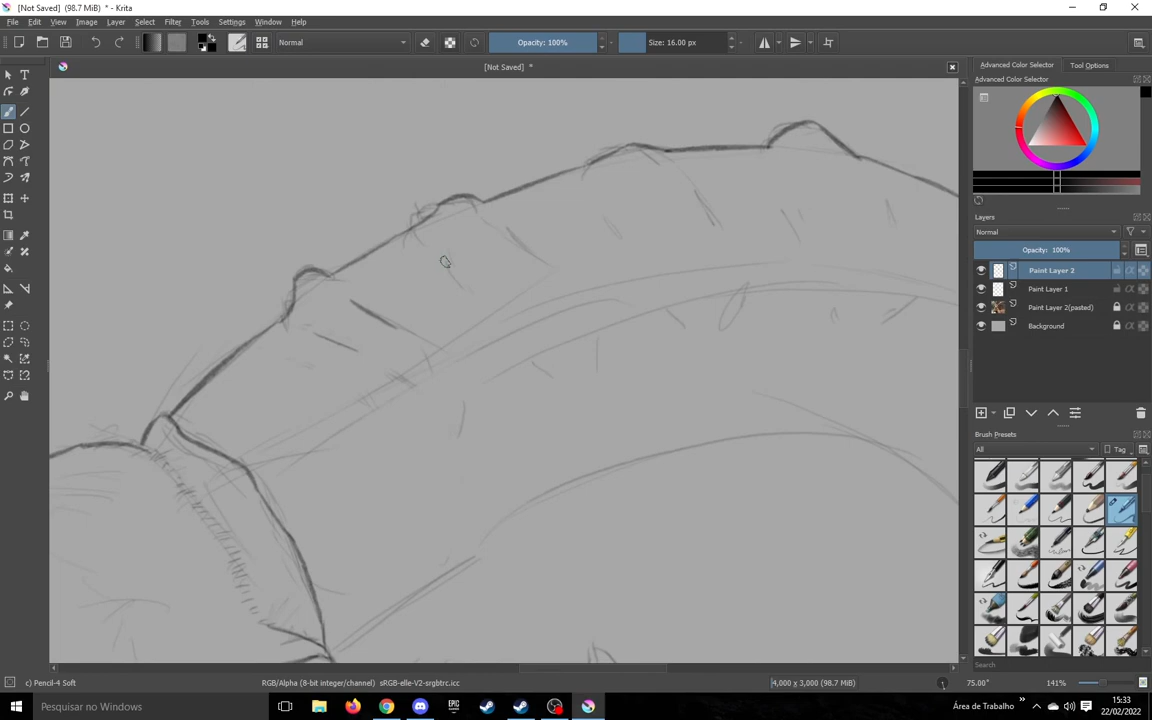 [Not Saved] (98.7 MiB) * - Krita
File Edit View Image Layer Select Filter Tools Settings Window Help
Normal Opacity: 100% Size: 16.00 px
[Not Saved] *
Advanced Color Selector Tool Options
Advanced Color Selector
Layers
Normal
Opacity: 100%
Paint Layer 2
Paint Layer 1
Paint Layer 2(pasted)
Background
Brush Presets
All Tag
Search
c) Pencil-4 Soft RGB/Alpha (8-bit integer/channel) sRGB-elle-V2-srgbtrc.icc 4,000 x 3,000 (98.7 MiB) 75.00° 141%
Pesquisar no Windows EPIC Área de Trabalho 15:33
22/02/2022